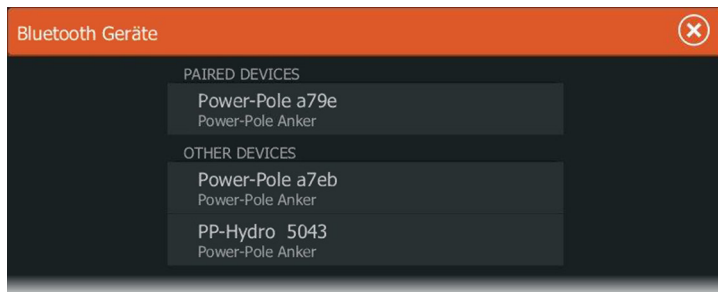 Bluetooth Geräte
PAIRED DEVICES
Power-Pole a79e
Power-Pole Anker
OTHER DEVICES
Power-Pole a7eb
Power-Pole Anker
PP-Hydro 5043
Power-Pole Anker